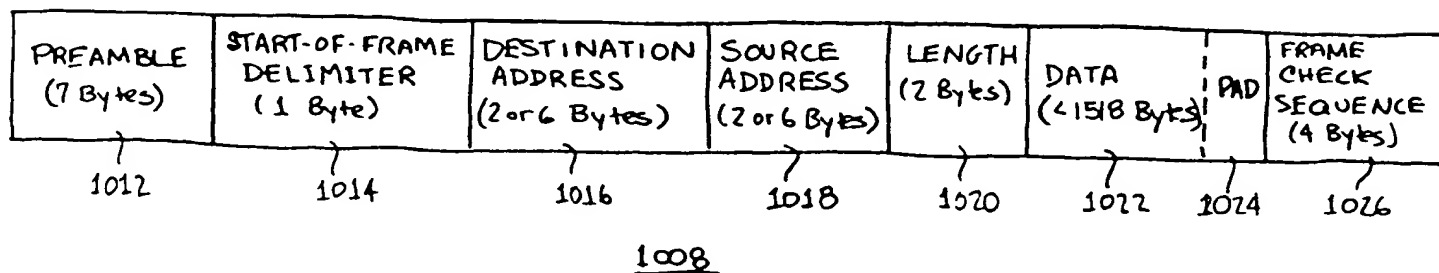 PREAMBLE
(7 Bytes)
START-OF-FRAME
DELIMITER
(1 Byte)
DESTINATION
ADDRESS
(2 or 6 Bytes)
SOURCE
ADDRESS
(2 or 6 Bytes)
LENGTH
(2 Bytes)
DATA
(<1518 Bytes)
PAD
FRAME
CHECK
SEQUENCE
(4 Bytes)
1012
1014
1016
1018
1020
1022
1024
1026
1008